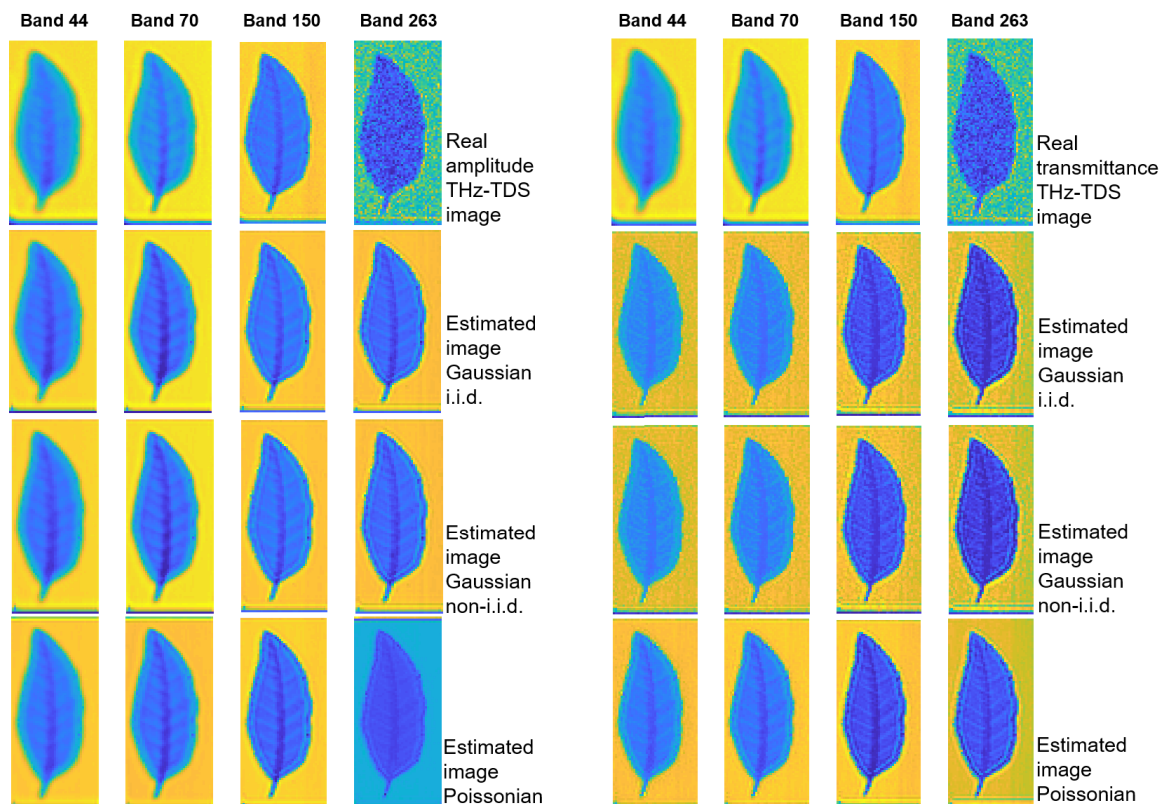 Band 44 Band 70 Band 150 Band 263
Real
amplitude
THz-TDS
image
Estimated
image
Gaussian
i.i.d.
Estimated
image
Gaussian
non-i.i.d.
Estimated
image
Poissonian
Band 44 Band 70 Band 150 Band 263
Real
transmittance
THz-TDS
image
Estimated
image
Gaussian
i.i.d.
Estimated
image
Gaussian
non-i.i.d.
Estimated
image
Poissonian